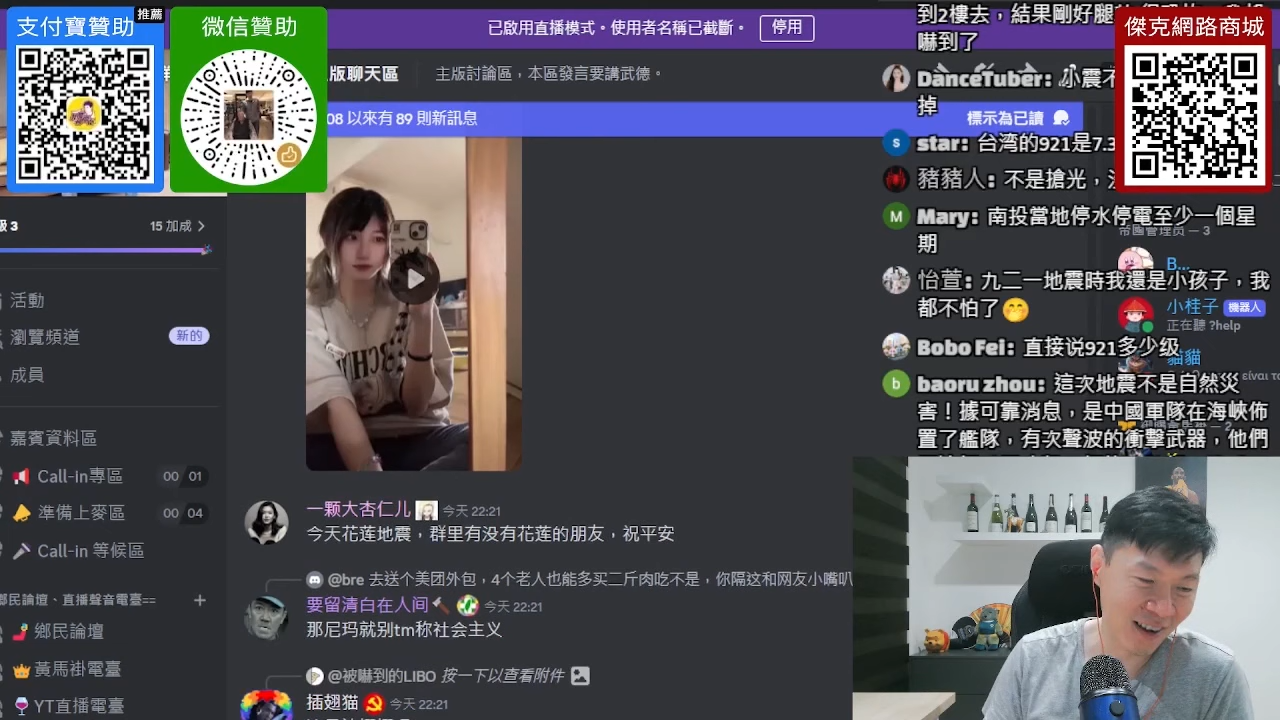 支付寶贊助
推薦
微信贊助
已啟用直播模式。使用者名稱已截斷。
停用
傑克網路商城
版聊天區
主版討論區，本區發言要講武德。
08 以來有 89 則新訊息
標示為已讀
到2樓去，結果剛好腿
嚇到了
DanceTuber: 小震不
掉
star: 台湾的921是7.3
豬豬人: 不是搶光，
Mary: 南投當地停水停電至少一個星
期
帝國管理员 — 3
B...
怡萱: 九二一地震時我還是小孩子，我
都不怕了
小桂子 機器人
正在聽 ?help
Bobo Fei: 直接说921多少级
貓貓
είναι το
baoru zhou: 這次地震不是自然災
害！據可靠消息，是中國軍隊在海峽佈
置了艦隊，有次聲波的衝擊武器，他們
級 3
15 加成
活動
瀏覽頻道
新的
成員
嘉賓資料區
Call-in專區
00 01
準備上麥區
00 04
Call-in 等候區
鄉民論壇、直播聲音電臺==
鄉民論壇
黃馬褂電臺
YT直播電臺
一颗大杏仁儿 今天 22:21
今天花莲地震，群里有没有花莲的朋友，祝平安
@bre 去送个美团外包，4个老人也能多买二斤肉吃不是，你隔这和网友小嘴叭
要留清白在人间 今天 22:21
那尼玛就别tm称社会主义
@被嚇到的LIBO 按一下以查看附件
插翅猫 今天 22:21